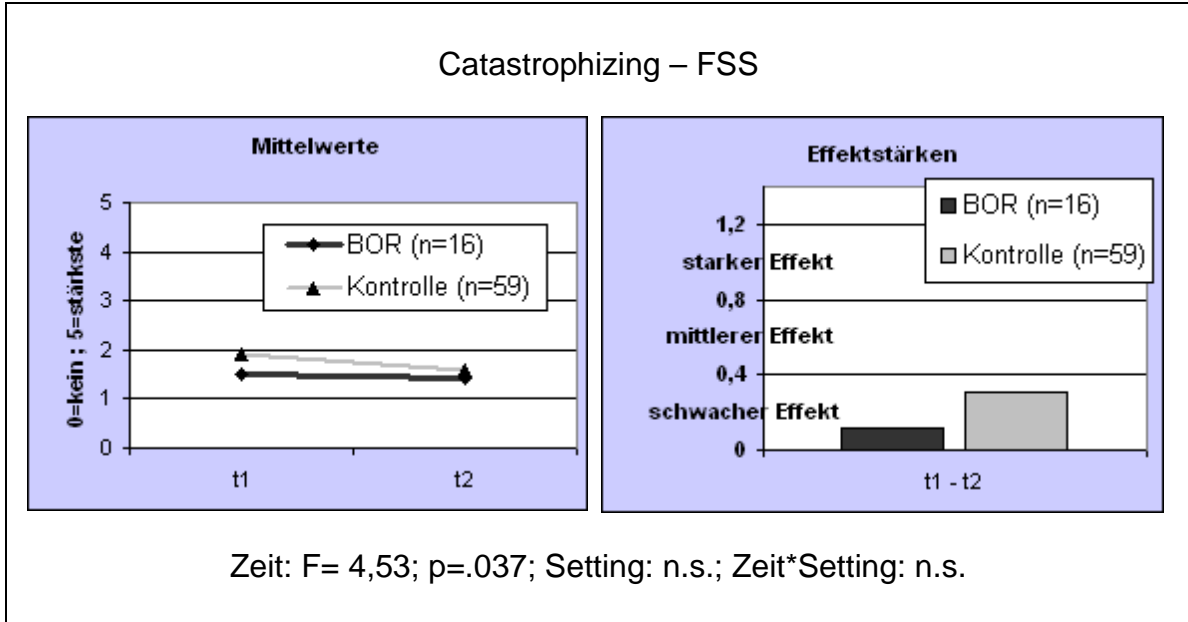 Catastrophizing – FSS
Mittelwerte
0=kein ; 5=stärkste
5
4
3
2
1
0
BOR (n=16)
Kontrolle (n=59)
t1
t2
Effektstärken
BOR (n=16)
Kontrolle (n=59)
1,2
starker Effekt
0,8
mittlerer Effekt
0,4
schwacher Effekt
0
t1 - t2
Zeit: F= 4,53; p=.037; Setting: n.s.; Zeit*Setting: n.s.